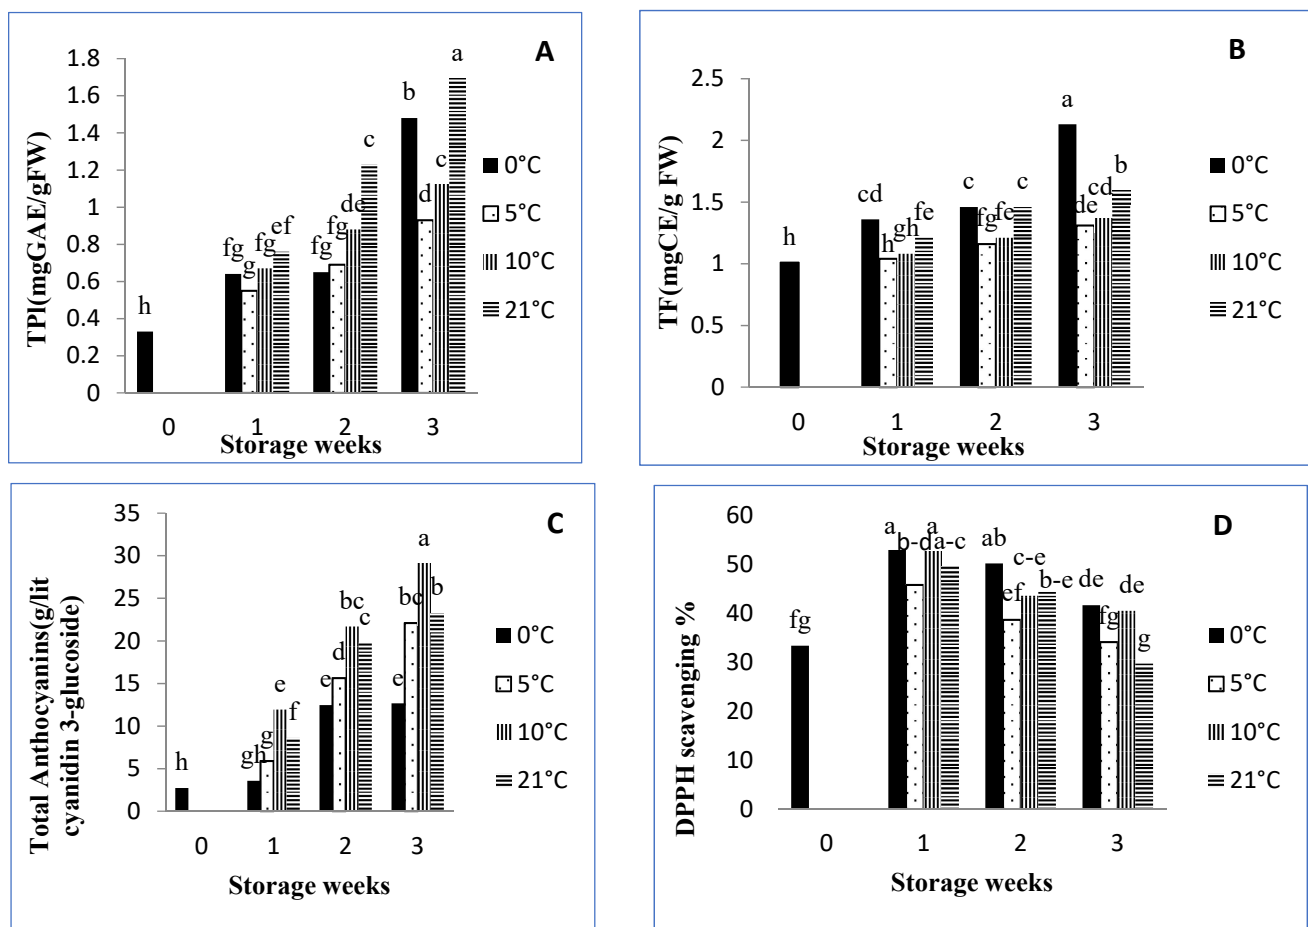 A
TPl(mgGAE/gFW)
1.8
1.6
1.4
1.2
1
0.8
0.6
0.4
0.2
0
h
fg
g
fg
ef
fg
fg
de
c
b
d
c
a
0 1 2 3
Storage weeks
0°C
5°C
10°C
21°C
B
TF(mgCE/g FW)
2.5
2
1.5
1
0.5
0
h
cd
h
gh
fe
c
fg
fe
c
a
de
cd
b
0 1 2 3
Storage weeks
0°C
5°C
10°C
21°C
C
Total Anthocyanins(g/lit
cyanidin 3-glucoside)
35
30
25
20
15
10
5
0
h
gh
g
e
f
e
d
bc
c
e
bc
a
b
0 1 2 3
Storage weeks
0°C
5°C
10°C
21°C
D
DPPH scavenging %
60
50
40
30
20
10
0
fg
a
b-d
a
a-c
ab
ef
c-e
b-e
de
fg
de
g
0 1 2 3
Storage weeks
0°C
5°C
10°C
21°C